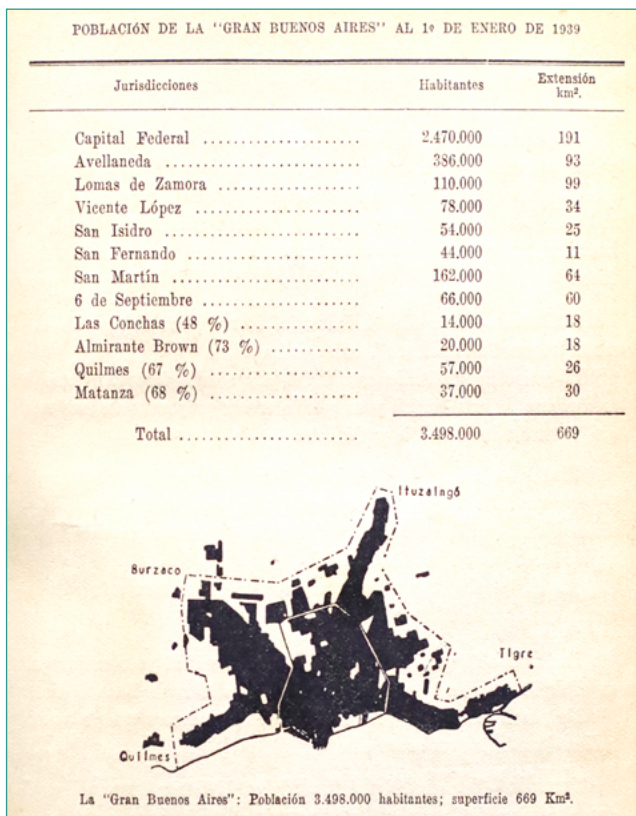 POBLACIÓN DE LA "GRAN BUENOS AIRES" AL 1º DE ENERO DE 1939
Jurisdicciones Habitantes Extensión km².
Capital Federal ..................... 2.470.000 191
Avellaneda ......................... 386.000 93
Lomas de Zamora ................... 110.000 99
Vicente López ...................... 78.000 34
San Isidro .......................... 54.000 25
San Fernando ....................... 44.000 11
San Martín ......................... 162.000 64
6 de Septiembre ..................... 66.000 60
Las Conchas (48 %) ................ 14.000 18
Almirante Brown (73 %) ............ 20.000 18
Quilmes (67 %) .................... 57.000 26
Matanza (68 %) .................... 37.000 30
Total ........................ 3.498.000 669
Ituzaingó
Burzaco
Tigre
Quilmes
La "Gran Buenos Aires": Población 3.498.000 habitantes; superficie 669 Km².